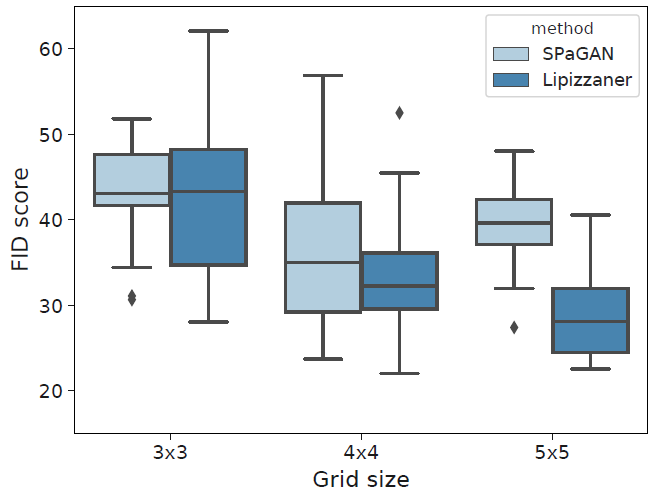 method
SPaGAN
Lipizzaner
FID score
60
50
40
30
20
3x3
4x4
5x5
Grid size